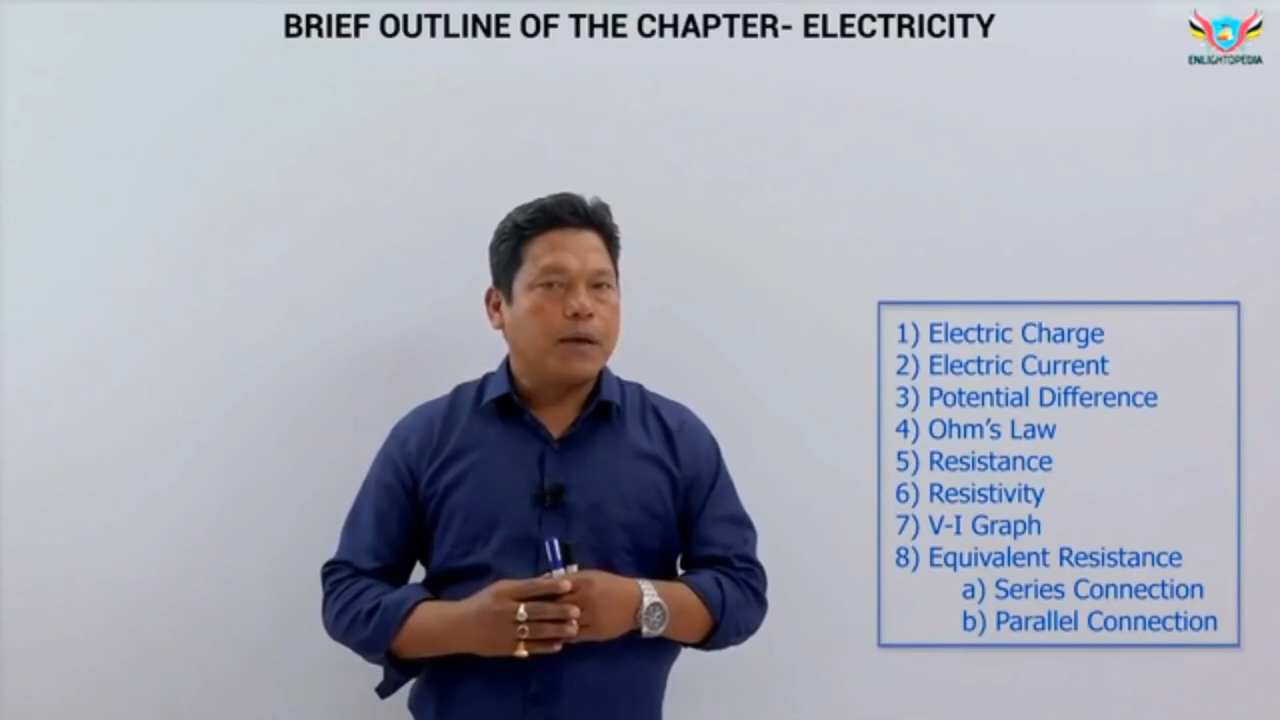 BRIEF OUTLINE OF THE CHAPTER- ELECTRICITY
ENLIGHTOPEDIA
1) Electric Charge
2) Electric Current
3) Potential Difference
4) Ohm's Law
5) Resistance
6) Resistivity
7) V-I Graph
8) Equivalent Resistance
a) Series Connection
b) Parallel Connection